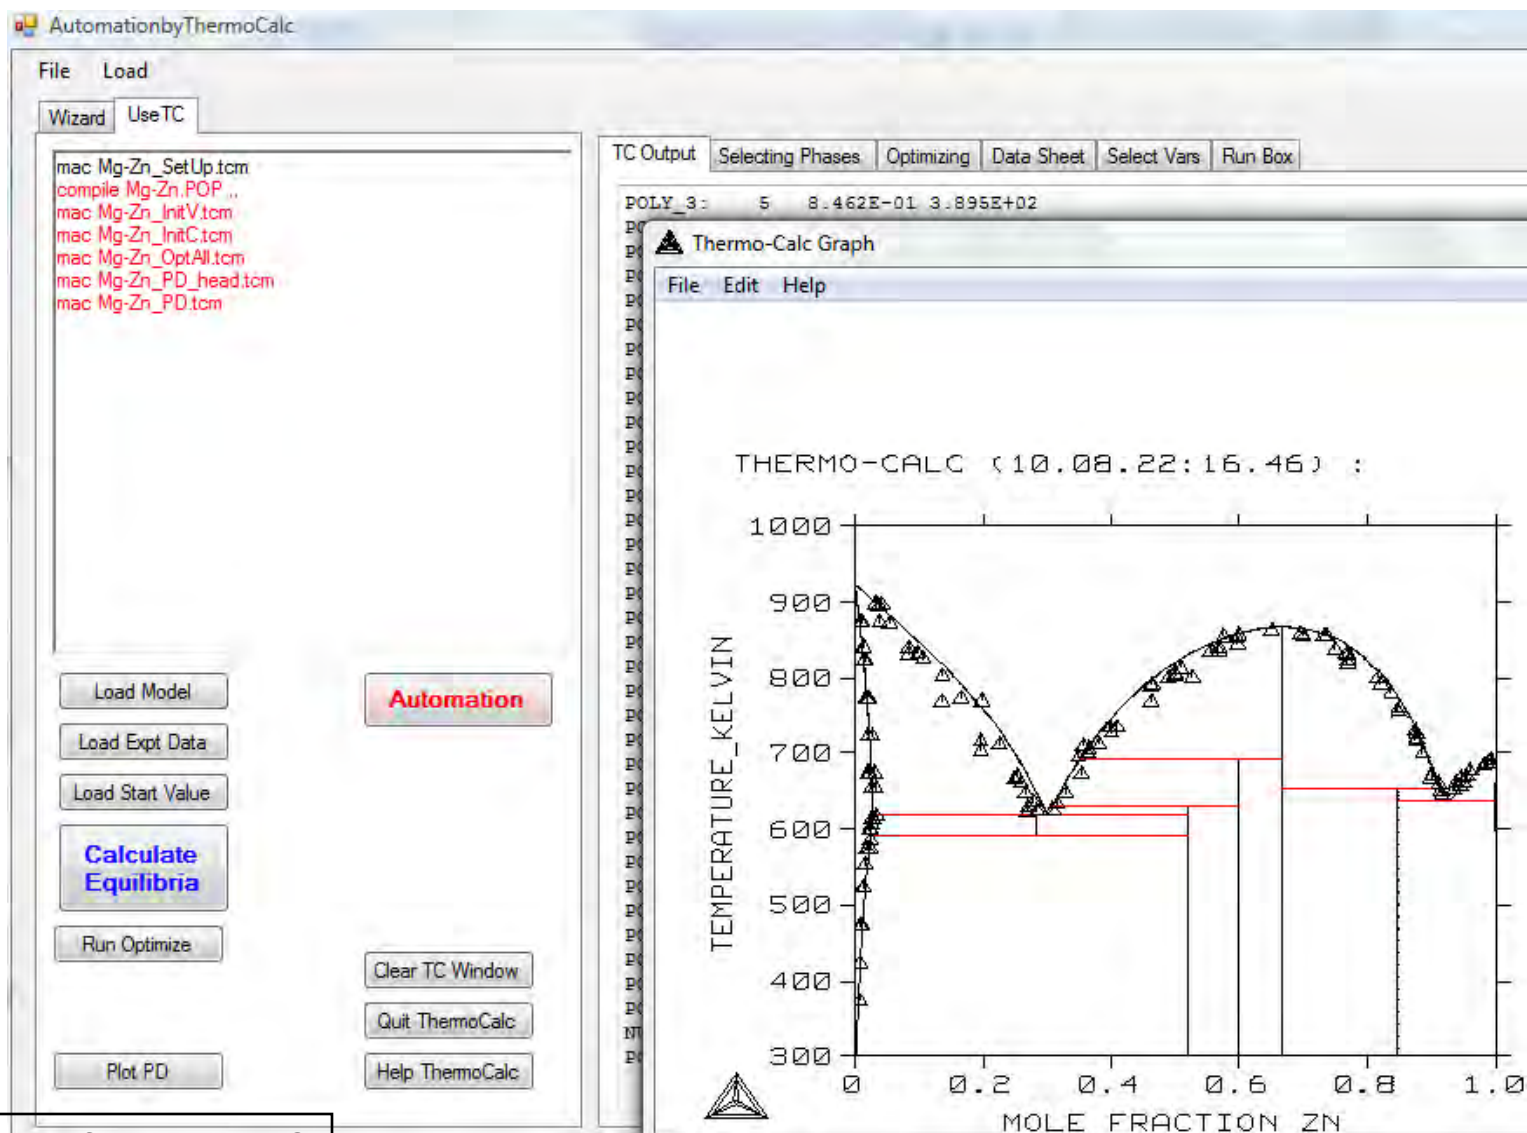 AutomationbyThermoCalc
File Load
Wizard UseTC
mac Mg-Zn_SetUp.tcm
compile Mg-Zn.POP ,,
mac Mg-Zn_InitV.tcm
mac Mg-Zn_InitC.tcm
mac Mg-Zn_OptAll.tcm
mac Mg-Zn_PD_head.tcm
mac Mg-Zn_PD.tcm
Load Model
Automation
Load Expt Data
Load Start Value
Calculate
Equilibria
Run Optimize
Clear TC Window
Quit ThermoCalc
Plot PD
Help ThermoCalc
TC Output Selecting Phases Optimizing Data Sheet Select Vars Run Box
POLY_3: 5 8.462E-01 3.895E+02
Thermo-Calc Graph
File Edit Help
THERMO-CALC (10.08.22:16.46) :
1000
900
800
700
600
500
400
300
TEMPERATURE_KELVIN
0 0.2 0.4 0.6 0.8 1.0
MOLE FRACTION ZN